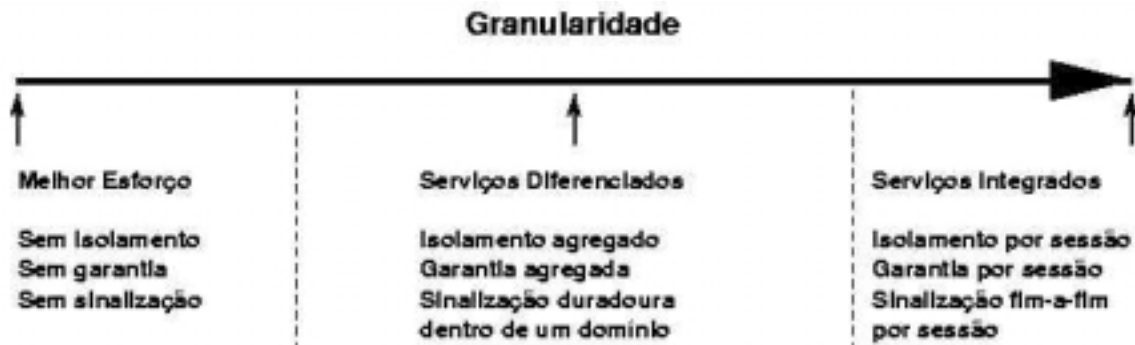 Granularidade
Melhor Esforço
Sem isolamento
Sem garantia
Sem sinalização
Serviços Diferenciados
Isolamento agregado
Garantia agregada
Sinalização duradoura
dentro de um domínio
Serviços Integrados
Isolamento por sessão
Garantia por sessão
Sinalização fim-a-fim
por sessão